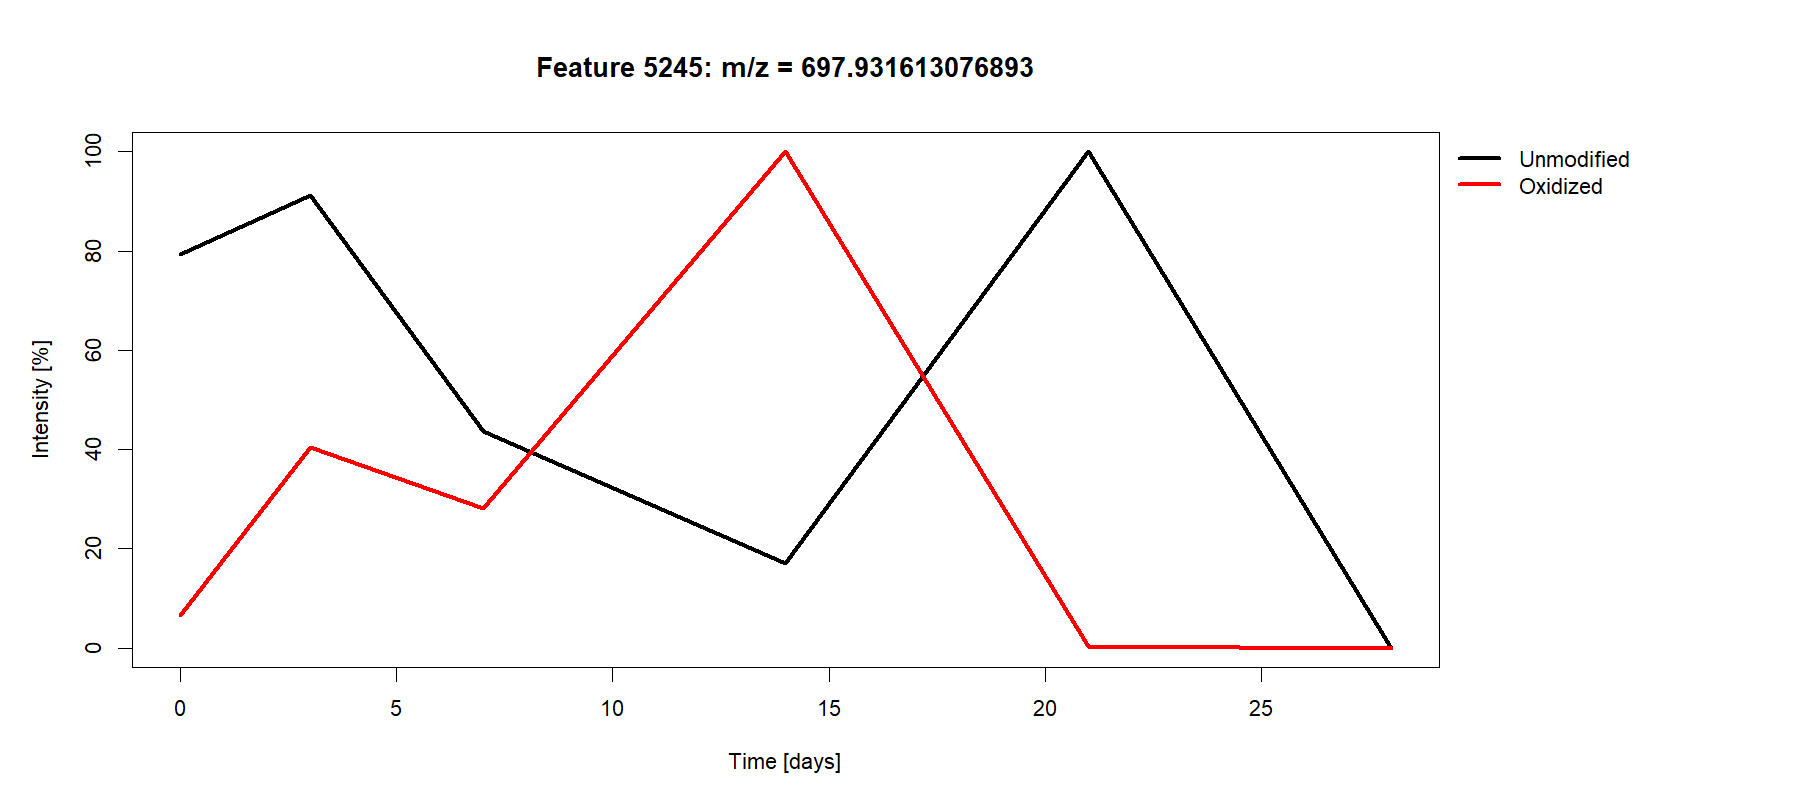 Feature 5245: m/z = 697.931613076893
Unmodified
Oxidized
Intensity [%]
100
80
60
40
20
0
0 5 10 15 20 25
Time [days]